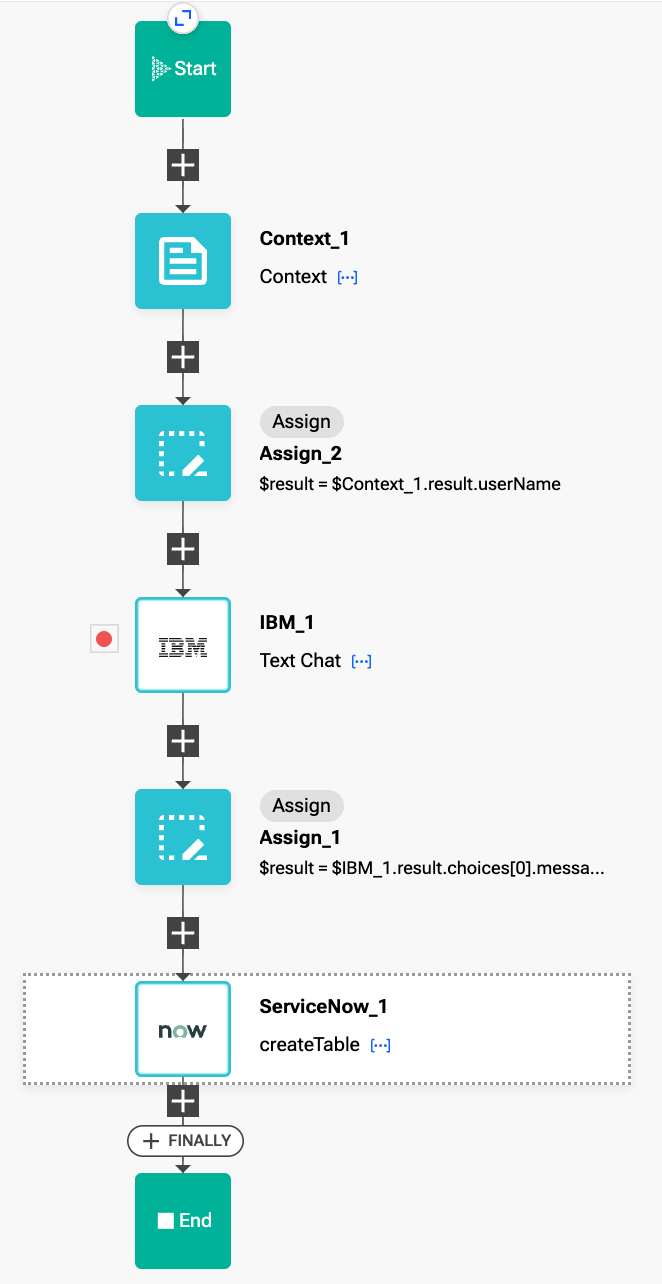 Start
Context_1
Context [···]
Assign
Assign_2
$result = $Context_1.result.userName
IBM
IBM_1
Text Chat [···]
Assign
Assign_1
$result = $IBM_1.result.choices[0].messa...
now
ServiceNow_1
createTable [···]
+ FINALLY
End